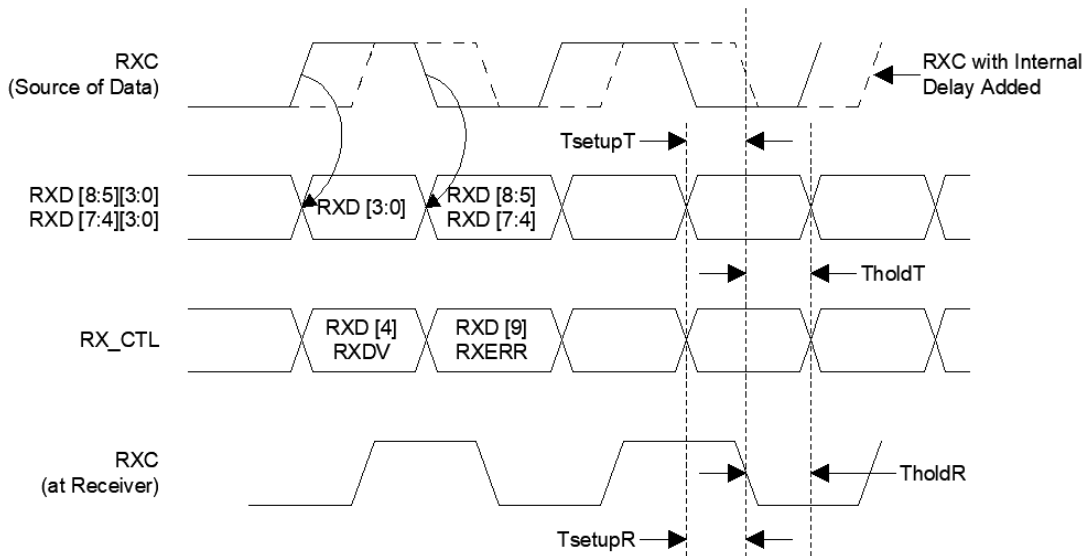 RXC
(Source of Data)
RXC with Internal
Delay Added
TsetupT
RXD [8:5][3:0]
RXD [7:4][3:0]
RXD [3:0]
RXD [8:5]
RXD [7:4]
TholdT
RX_CTL
RXD [4]
RXDV
RXD [9]
RXERR
RXC
(at Receiver)
TholdR
TsetupR